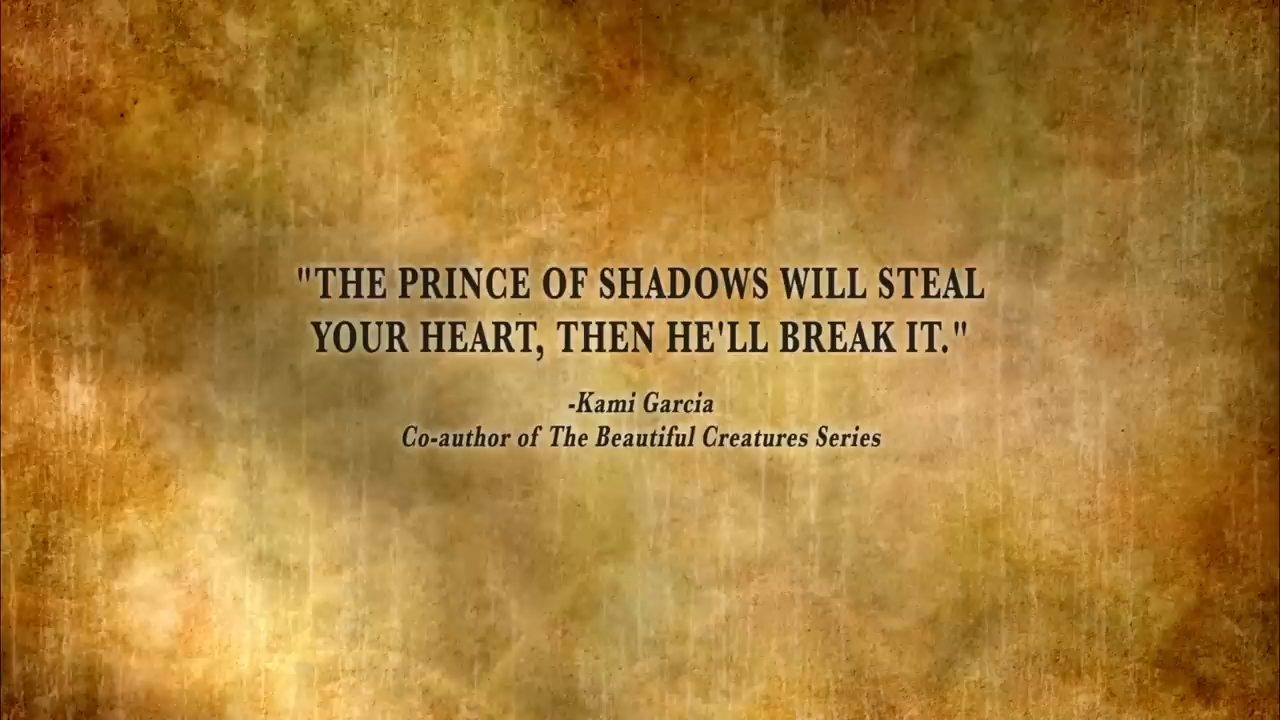 "THE PRINCE OF SHADOWS WILL STEAL
YOUR HEART, THEN HE'LL BREAK IT."
-Kami Garcia
Co-author of The Beautiful Creatures Series